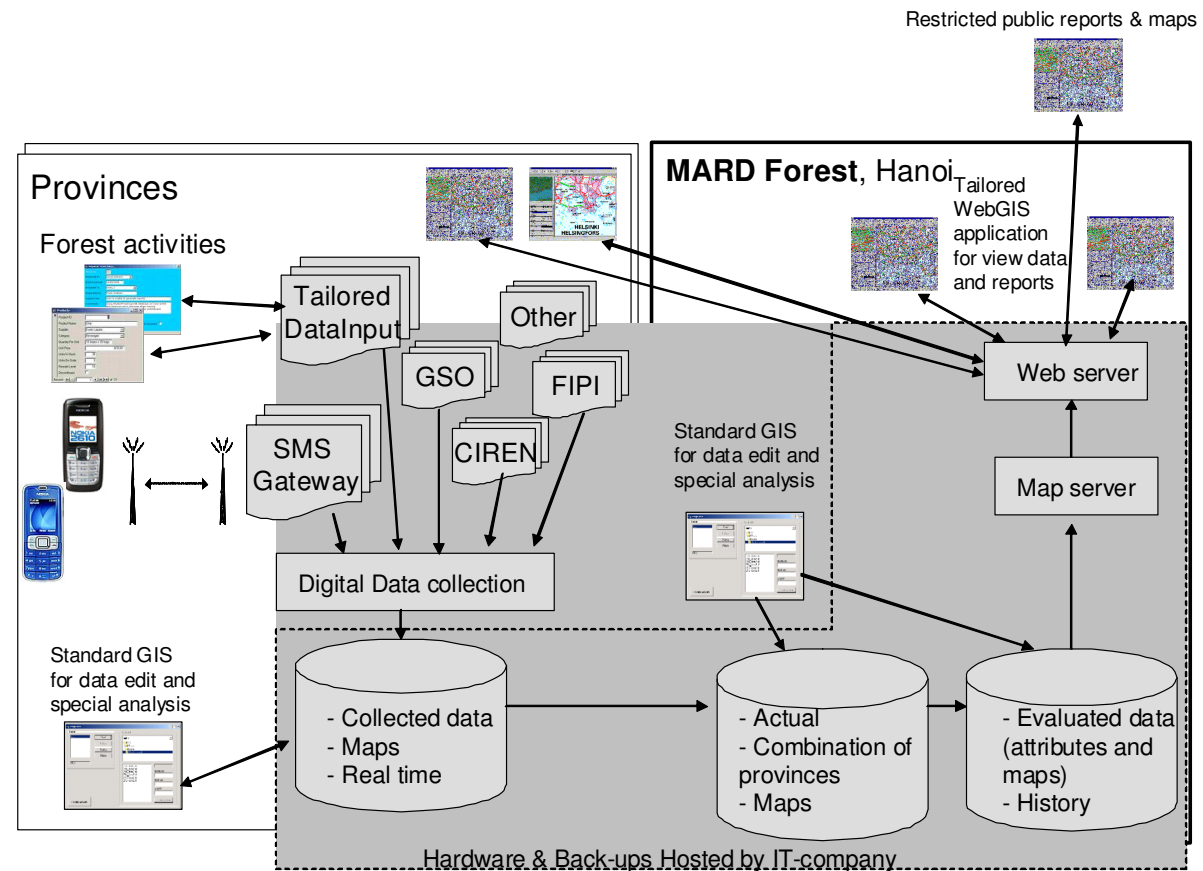 Restricted public reports & maps
Provinces
Forest activities
MARD Forest, Hanoi
Tailored
WebGIS
application
for view data
and reports
HELSINKI
HELSINGFORS
Tailored
DataInput
Other
GSO
FIPI
CIREN
SMS
Gateway
NOKIA
2610
Standard GIS
for data edit and
special analysis
Web server
Map server
Digital Data collection
Standard GIS
for data edit and
special analysis
- Collected data
- Maps
- Real time
- Actual
- Combination of
provinces
- Maps
- Evaluated data
(attributes and
maps)
- History
Hardware & Back-ups Hosted by IT-company